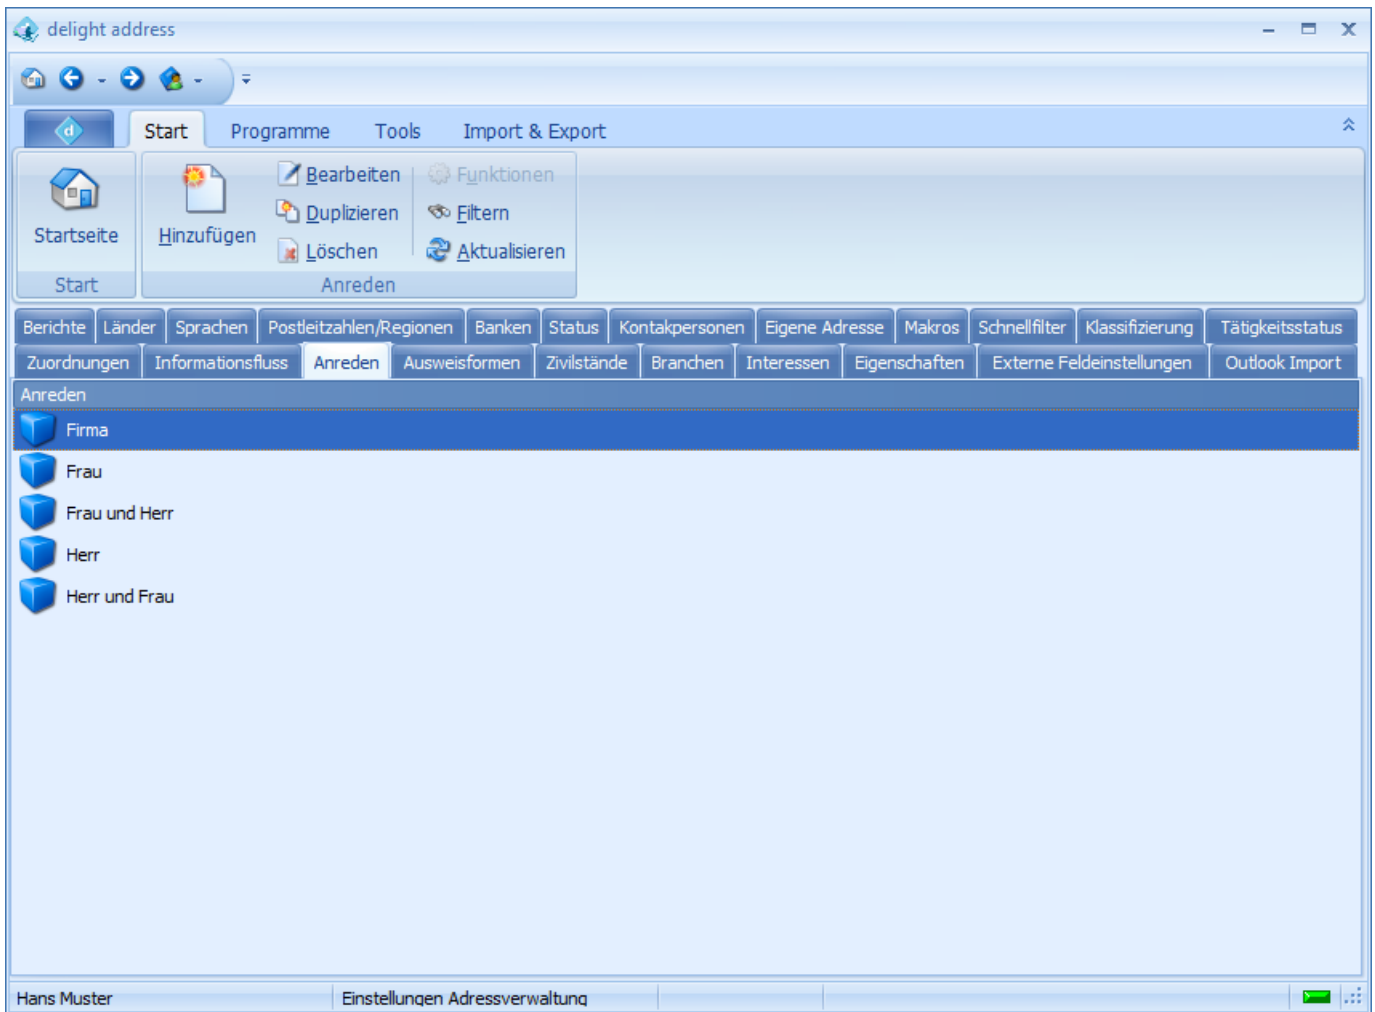 delight address
Start Programme Tools Import & Export
Startseite
Hinzufügen
Bearbeiten
Duplizieren
Löschen
Funktionen
Filtern
Aktualisieren
Start
Anreden
Berichte Länder Sprachen Postleitzahlen/Regionen Banken Status Kontakpersonen Eigene Adresse Makros Schnellfilter Klassifizierung Tätigkeitsstatus
Zuordnungen Informationsfluss Anreden Ausweisformen Zivilstände Branchen Interessen Eigenschaften Externe Feldeinstellungen Outlook Import
Anreden
Firma
Frau
Frau und Herr
Herr
Herr und Frau
Hans Muster Einstellungen Adressverwaltung